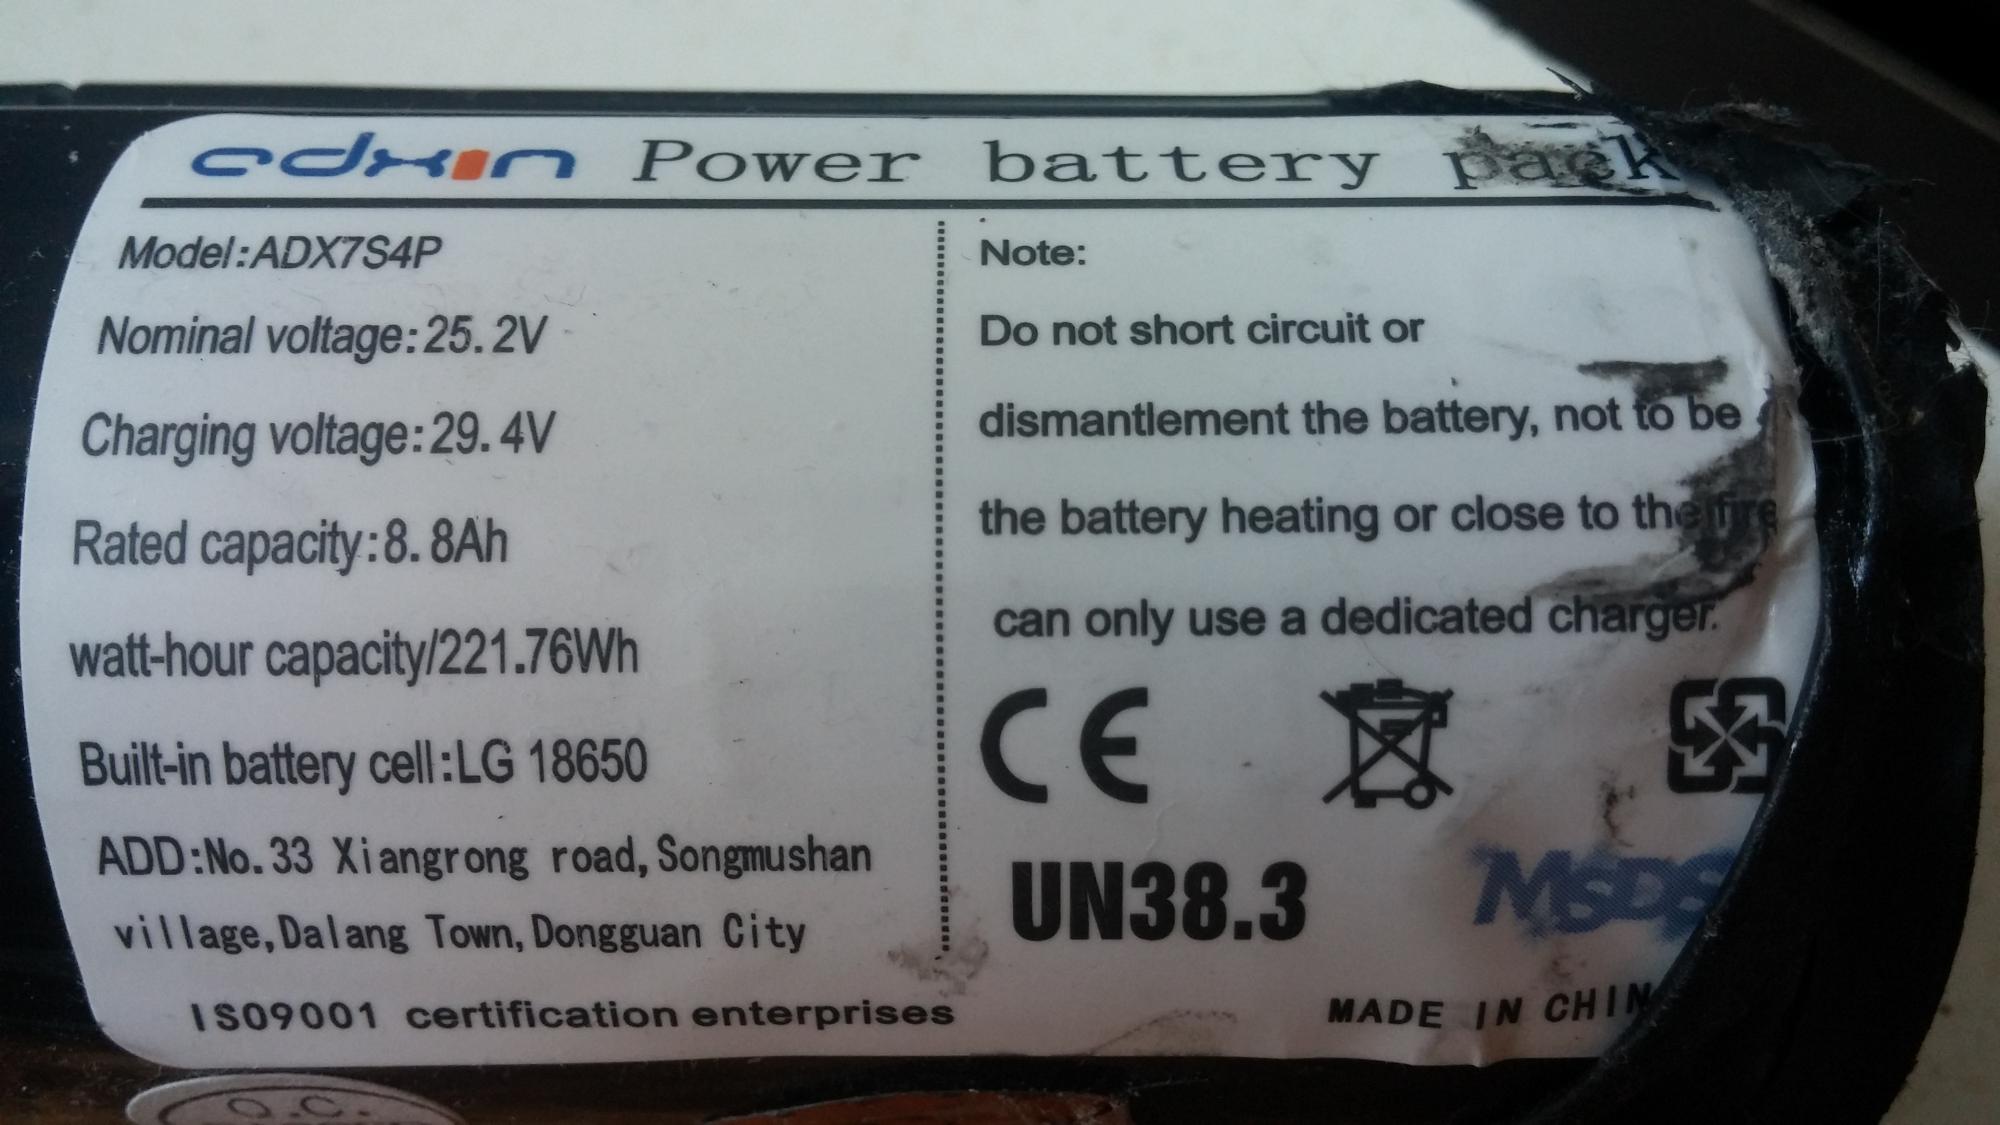 adxin Power battery pack
Model:ADX7S4P
Nominal voltage:25.2V
Charging voltage:29.4V
Rated capacity:8.8Ah
watt-hour capacity/221.76Wh
Built-in battery cell:LG 18650
ADD:No.33 Xiangrong road,Songmushan
village,Dalang Town,Dongguan City
ISO9001 certification enterprises
Note:
Do not short circuit or
dismantlement the battery, not to be
the battery heating or close to the fire
can only use a dedicated charger.
CE
UN38.3
MSDS
MADE IN CHIN
Q.C.